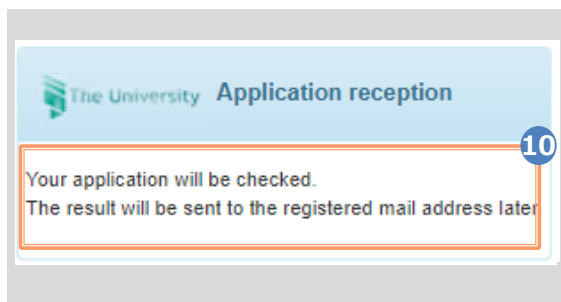 The University Application reception
10
Your application will be checked.
The result will be sent to the registered mail address later